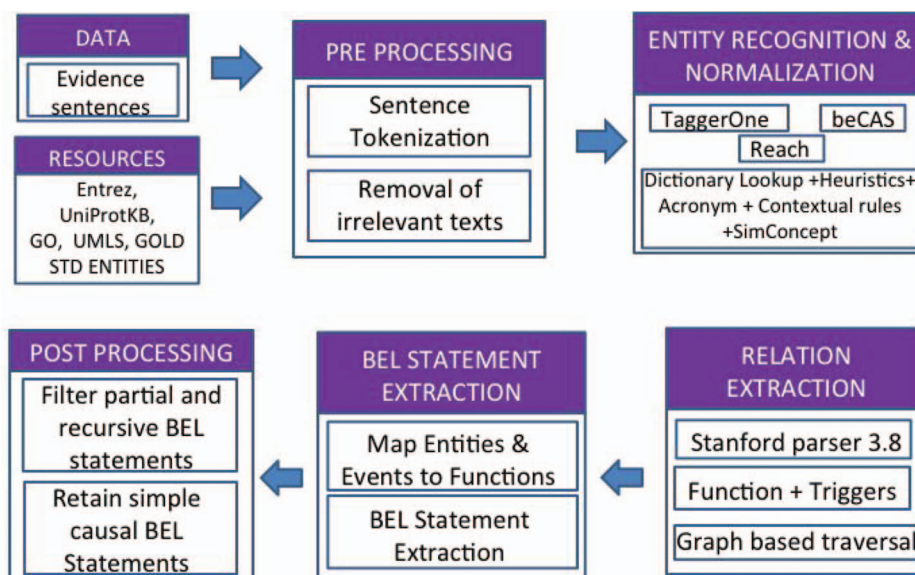 DATA
Evidence
sentences
RESOURCES
Entrez,
UniProtKB,
GO, UMLS, GOLD
STD ENTITIES
PRE PROCESSING
Sentence
Tokenization
Removal of
irrelevant texts
ENTITY RECOGNITION &
NORMALIZATION
TaggerOne
beCAS
Reach
Dictionary Lookup +Heuristics+
Acronym + Contextual rules
+SimConcept
RELATION
EXTRACTION
Stanford parser 3.8
Function + Triggers
Graph based traversal
BEL STATEMENT
EXTRACTION
Map Entities &
Events to Functions
BEL Statement
Extraction
POST PROCESSING
Filter partial and
recursive BEL
statements
Retain simple
causal BEL
Statements